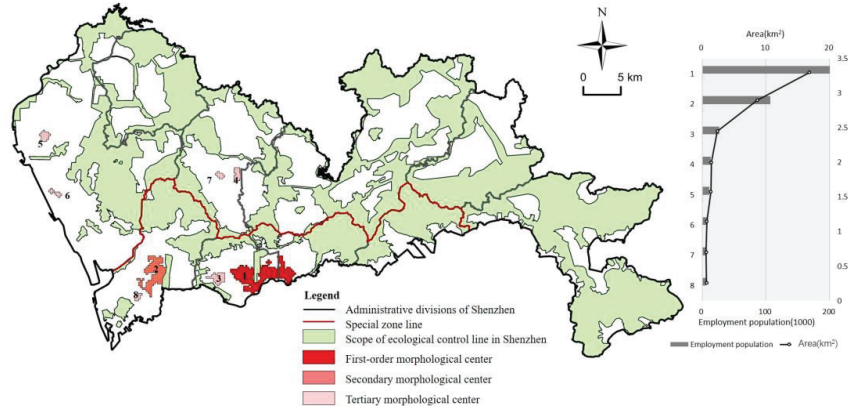 N
0 5 km
5
7
4
6
2
3
1
8
Legend
Administrative divisions of Shenzhen
Special zone line
Scope of ecological control line in Shenzhen
First-order morphological center
Secondary morphological center
Tertiary morphological center
Area(km²)
0 10 20
3.5
1
3
2
2.5
3
2
4
1.5
5
1
6
0.5
7
8
0
0 100 200
Employment population(1000)
Employment population Area(km²)